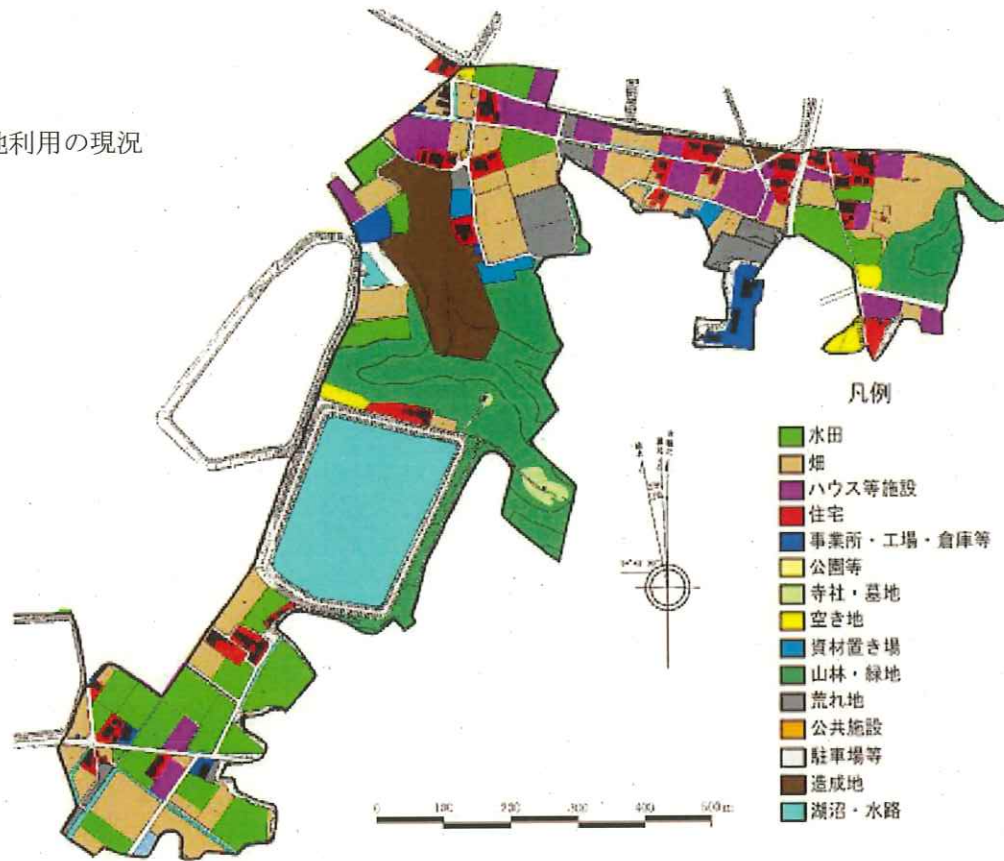 地利用の現況
凡例
水田
畑
ハウス等施設
住宅
事業所・工場・倉庫等
公園等
寺社・墓地
空き地
資材置き場
山林・緑地
荒れ地
公共施設
駐車場等
造成地
湖沼・水路
0 100 200 300 400 500m